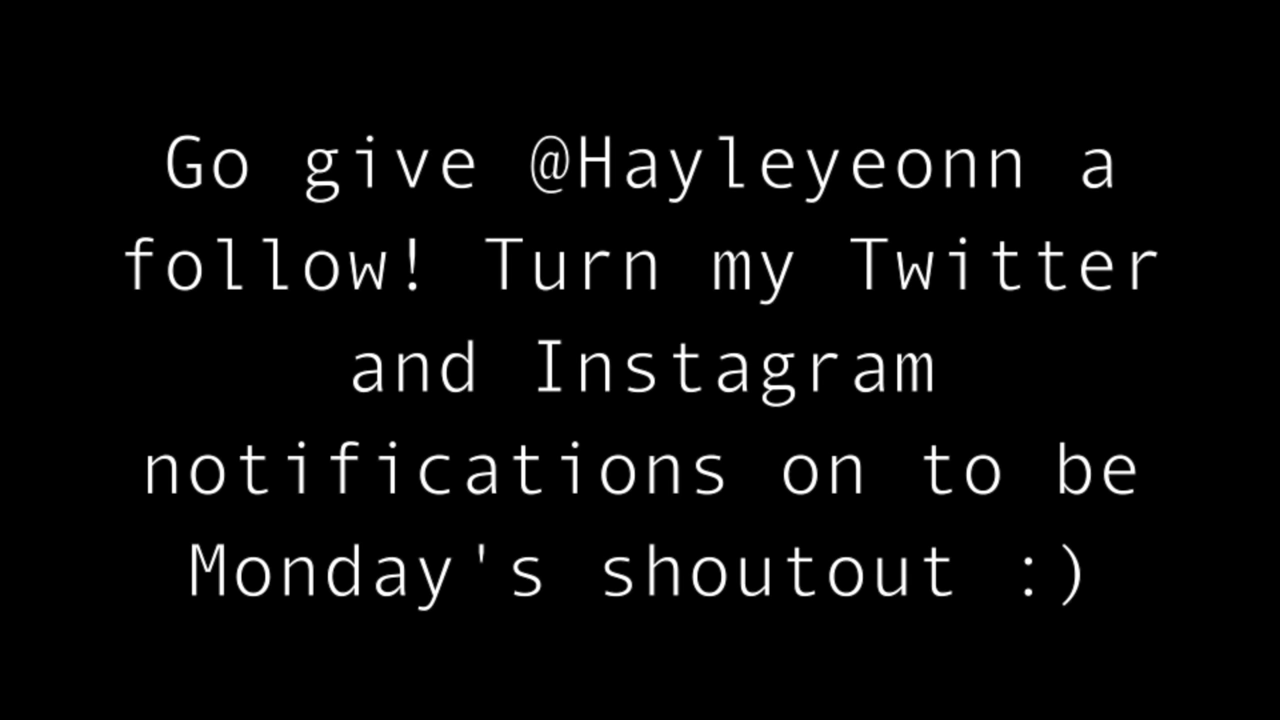 Go give @Hayleyeonn a
follow! Turn my Twitter
and Instagram
notifications on to be
Monday's shoutout :)